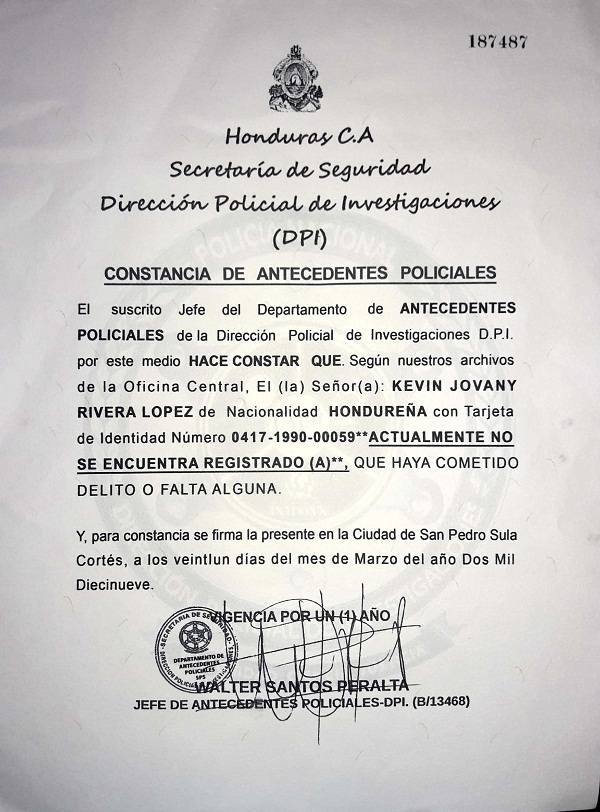 187487
Honduras C.A
Secretaría de Seguridad
Dirección Policial de Investigaciones
(DPI)
CONSTANCIA DE ANTECEDENTES POLICIALES
El suscrito Jefe del Departamento de ANTECEDENTES
POLICIALES de la Dirección Policial de Investigaciones D.P.I.
por este medio HACE CONSTAR QUE. Según nuestros archivos
de la Oficina Central, El (la) Señor(a): KEVIN JOVANY
RIVERA LOPEZ de Nacionalidad HONDUREÑA con Tarjeta
de Identidad Número 0417-1990-00059**ACTUALMENTE NO
SE ENCUENTRA REGISTRADO (A)**, QUE HAYA COMETIDO
DELITO O FALTA ALGUNA.
Y, para constancia se firma la presente en la Ciudad de San Pedro Sula
Cortés, a los veintiun días del mes de Marzo del año Dos Mil
Diecinueve.
VIGENCIA POR UN (1) AÑO
SECRETARIA DE SEGURIDAD
DEPARTAMENTO DE
ANTECEDENTES
POLICIALES
SPS
WALTER SANTOS PERALTA
JEFE DE ANTECEDENTES POLICIALES-DPI. (B/13468)
POLICIA NACIONAL